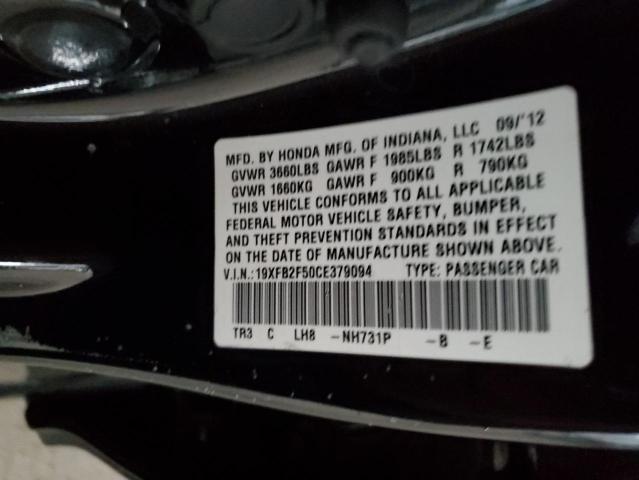 MFD. BY HONDA MFG. OF INDIANA, LLC 09/'12
GVWR 3660LBS GAWR F 1985LBS R 1742LBS
GVWR 1660KG GAWR F 900KG R 790KG
THIS VEHICLE CONFORMS TO ALL APPLICABLE
FEDERAL MOTOR VEHICLE SAFETY, BUMPER,
AND THEFT PREVENTION STANDARDS IN EFFECT
ON THE DATE OF MANUFACTURE SHOWN ABOVE.
V.I.N.:19XFB2F50CE379094 TYPE: PASSENGER CAR
TR3 C LH8 -NH731P -B -E